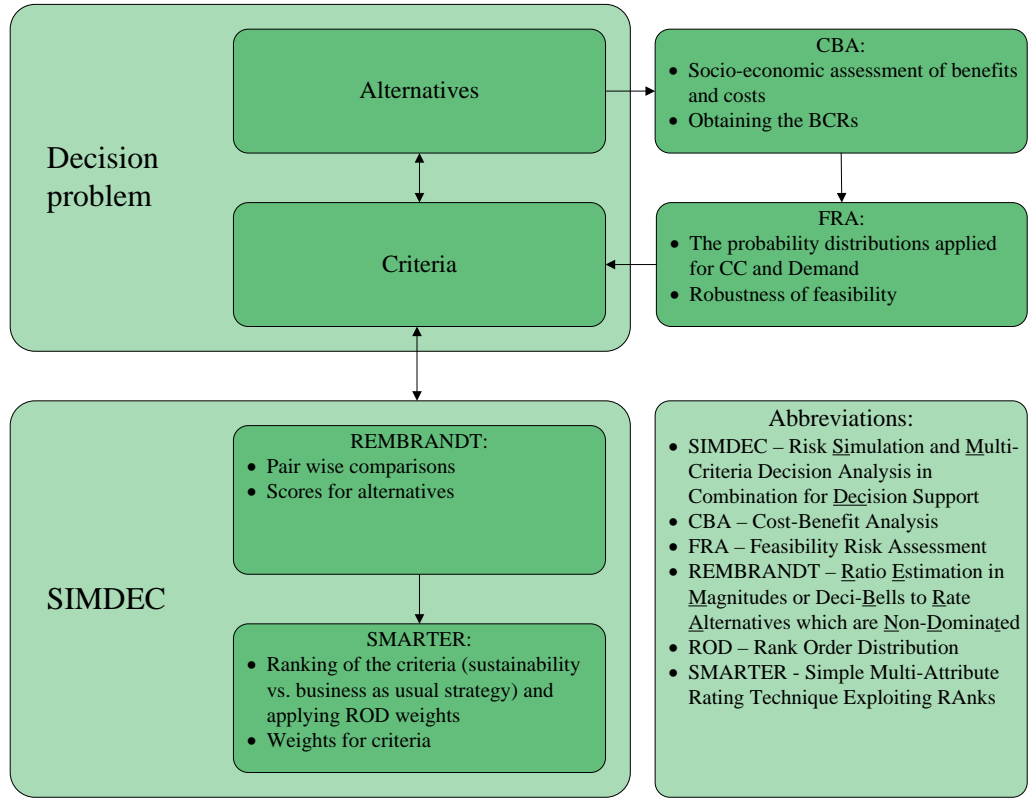 Decision
problem
Alternatives
Criteria
CBA:
• Socio-economic assessment of benefits
and costs
• Obtaining the BCRs
FRA:
• The probability distributions applied
for CC and Demand
• Robustness of feasibility
SIMDEC
REMBRANDT:
• Pair wise comparisons
• Scores for alternatives
SMARTER:
• Ranking of the criteria (sustainability
vs. business as usual strategy) and
applying ROD weights
• Weights for criteria
Abbreviations:
• SIMDEC – Risk Simulation and Multi-
Criteria Decision Analysis in
Combination for Decision Support
• CBA – Cost-Benefit Analysis
• FRA – Feasibility Risk Assessment
• REMBRANDT – Ratio Estimation in
Magnitudes or Deci-Bells to Rate
Alternatives which are Non-Dominated
• ROD – Rank Order Distribution
• SMARTER - Simple Multi-Attribute
Rating Technique Exploiting RAnks